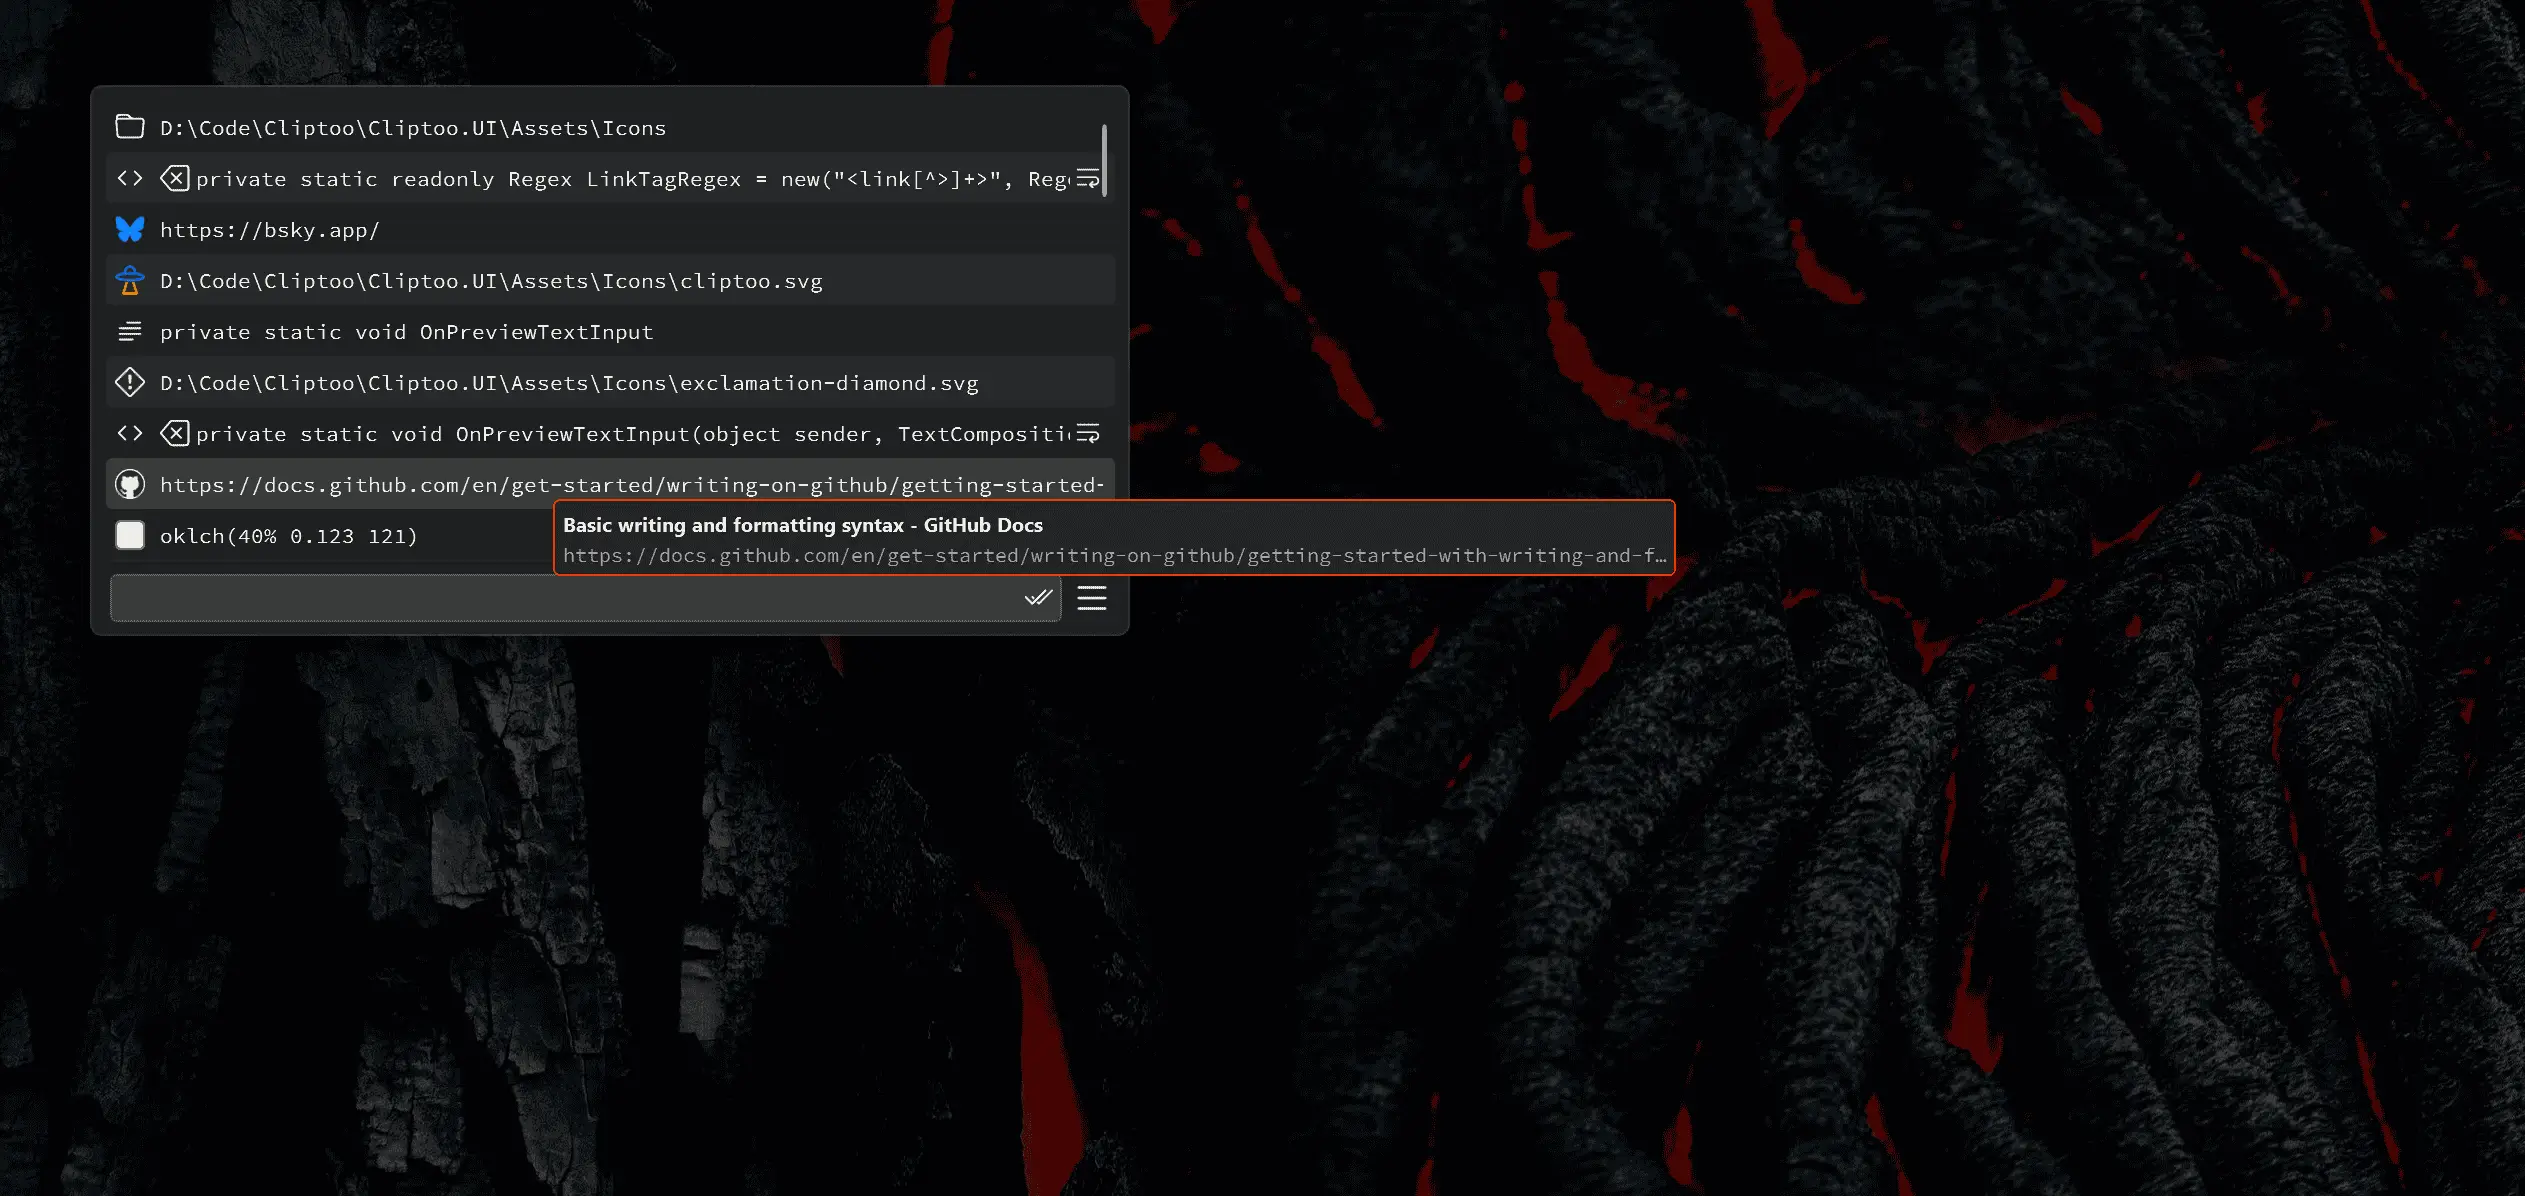 D:\Code\Cliptoo\Cliptoo.UI\Assets\Icons
private static readonly Regex LinkTagRegex = new("<link[^>]+>", Reg
https://bsky.app/
D:\Code\Cliptoo\Cliptoo.UI\Assets\Icons\cliptoo.svg
private static void OnPreviewTextInput
D:\Code\Cliptoo\Cliptoo.UI\Assets\Icons\exclamation-diamond.svg
private static void OnPreviewTextInput(object sender, TextCompositi
https://docs.github.com/en/get-started/writing-on-github/getting-started-
oklch(40% 0.123 121)
Basic writing and formatting syntax - GitHub Docs
https://docs.github.com/en/get-started/writing-on-github/getting-started-with-writing-and-f…